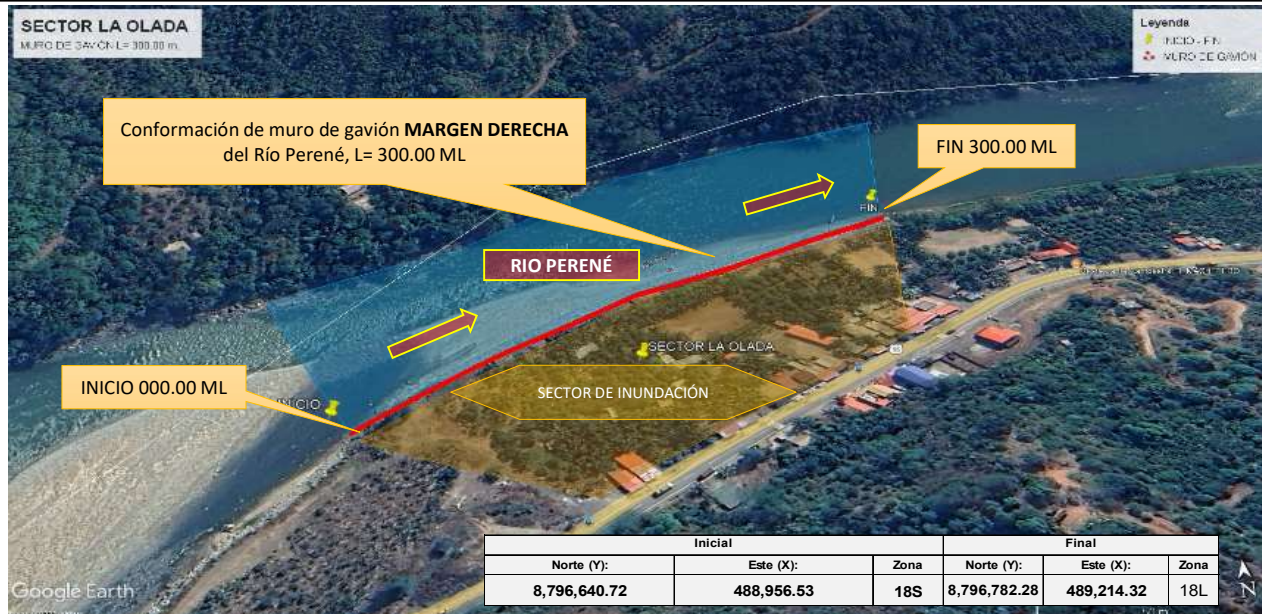 SECTOR LA OLADA
MURO DE GAVIÓN L= 300.00 m.
Leyenda
INICIO - FIN
MURO DE GAVIÓN
Conformación de muro de gavión MARGEN DERECHA
del Río Perené, L= 300.00 ML
FIN 300.00 ML
FIN
RIO PERENÉ
SECTOR LA OLADA
INICIO 000.00 ML
INICIO
SECTOR DE INUNDACIÓN
Inicial Final
Norte (Y): Este (X): Zona Norte (Y): Este (X): Zona
8,796,640.72 488,956.53 18S 8,796,782.28 489,214.32 18L
Google Earth
N